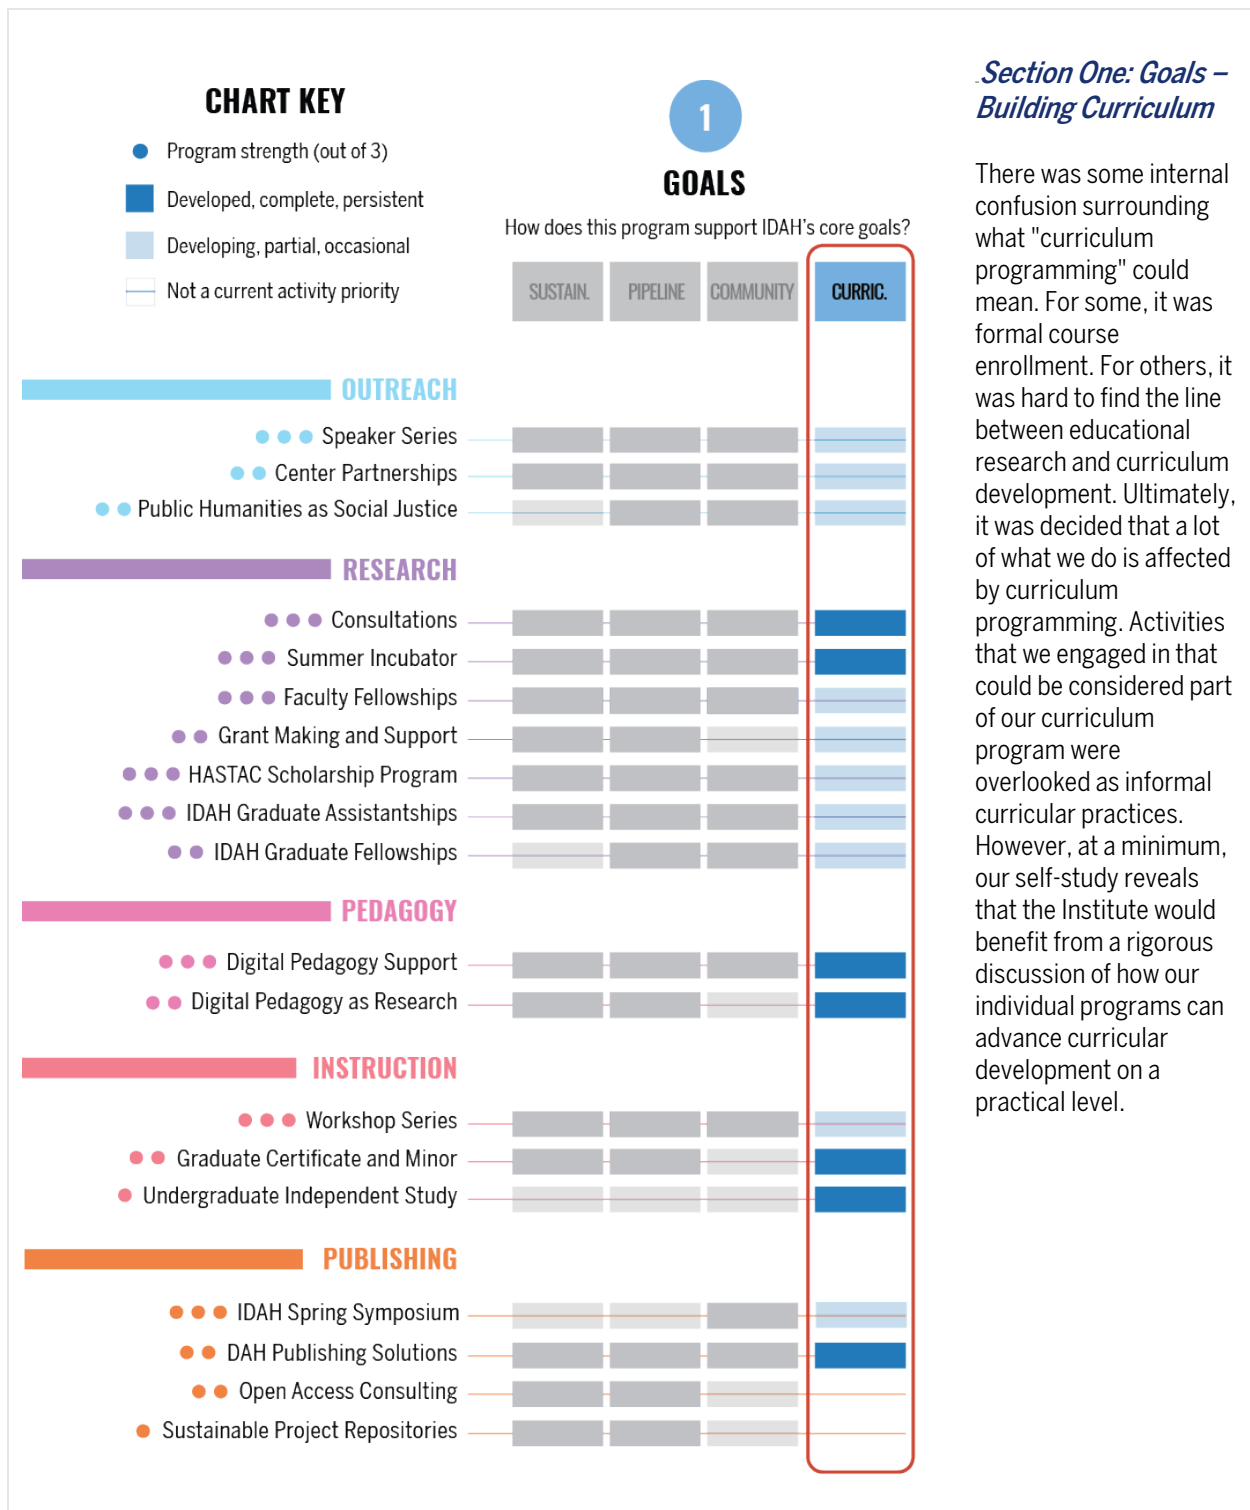 CHART KEY
Program strength (out of 3)
Developed, complete, persistent
Developing, partial, occasional
Not a current activity priority
1
GOALS
How does this program support IDAH's core goals?
SUSTAIN. PIPELINE COMMUNITY CURRIC.
OUTREACH
Speaker Series
Center Partnerships
Public Humanities as Social Justice
RESEARCH
Consultations
Summer Incubator
Faculty Fellowships
Grant Making and Support
HASTAC Scholarship Program
IDAH Graduate Assistantships
IDAH Graduate Fellowships
PEDAGOGY
Digital Pedagogy Support
Digital Pedagogy as Research
INSTRUCTION
Workshop Series
Graduate Certificate and Minor
Undergraduate Independent Study
PUBLISHING
IDAH Spring Symposium
DAH Publishing Solutions
Open Access Consulting
Sustainable Project Repositories
Section One: Goals –
Building Curriculum
There was some internal
confusion surrounding
what "curriculum
programming" could
mean. For some, it was
formal course
enrollment. For others, it
was hard to find the line
between educational
research and curriculum
development. Ultimately,
it was decided that a lot
of what we do is affected
by curriculum
programming. Activities
that we engaged in that
could be considered part
of our curriculum
program were
overlooked as informal
curricular practices.
However, at a minimum,
our self-study reveals
that the Institute would
benefit from a rigorous
discussion of how our
individual programs can
advance curricular
development on a
practical level.